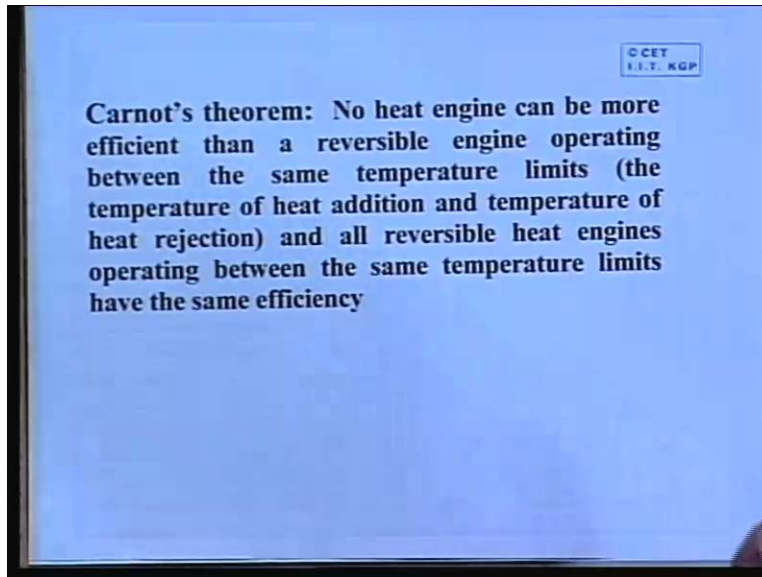 © CET
I.I.T. KGP
Carnot's theorem: No heat engine can be more
efficient than a reversible engine operating
between the same temperature limits (the
temperature of heat addition and temperature of
heat rejection) and all reversible heat engines
operating between the same temperature limits
have the same efficiency